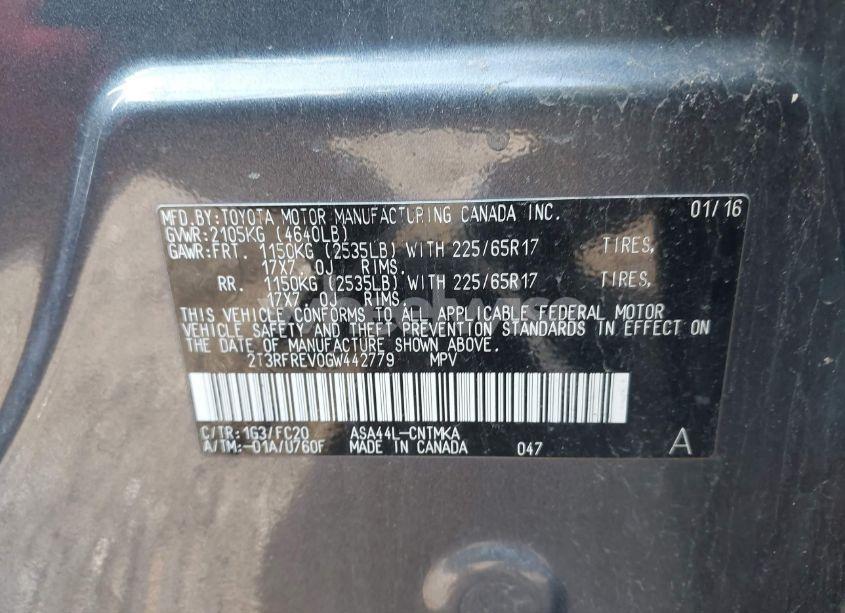 MFD.BY:TOYOTA MOTOR MANUFACTURING CANADA INC. 01/16
GVWR:2105KG (4640LB)
GAWR:FRT. 1150KG (2535LB) WITH 225/65R17 TIRES,
17X7.0J RIMS.
RR. 1150KG (2535LB) WITH 225/65R17 TIRES,
17X7.0J RIMS.
THIS VEHICLE CONFORMS TO ALL APPLICABLE FEDERAL MOTOR
VEHICLE SAFETY AND THEFT PREVENTION STANDARDS IN EFFECT ON
THE DATE OF MANUFACTURE SHOWN ABOVE.
2T3RFREV0GW442779 MPV
C/TR:1G3/FC20 ASA44L-CNTMKA
A/TM:-01A/U760F MADE IN CANADA 047 A